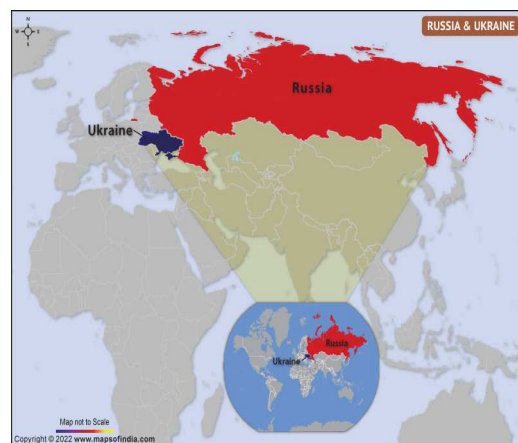 N
W
E
S
RUSSIA & UKRAINE
Russia
Ukraine
Russia
Ukraine
Map not to Scale
Copyright © 2022 www.mapsofindia.com